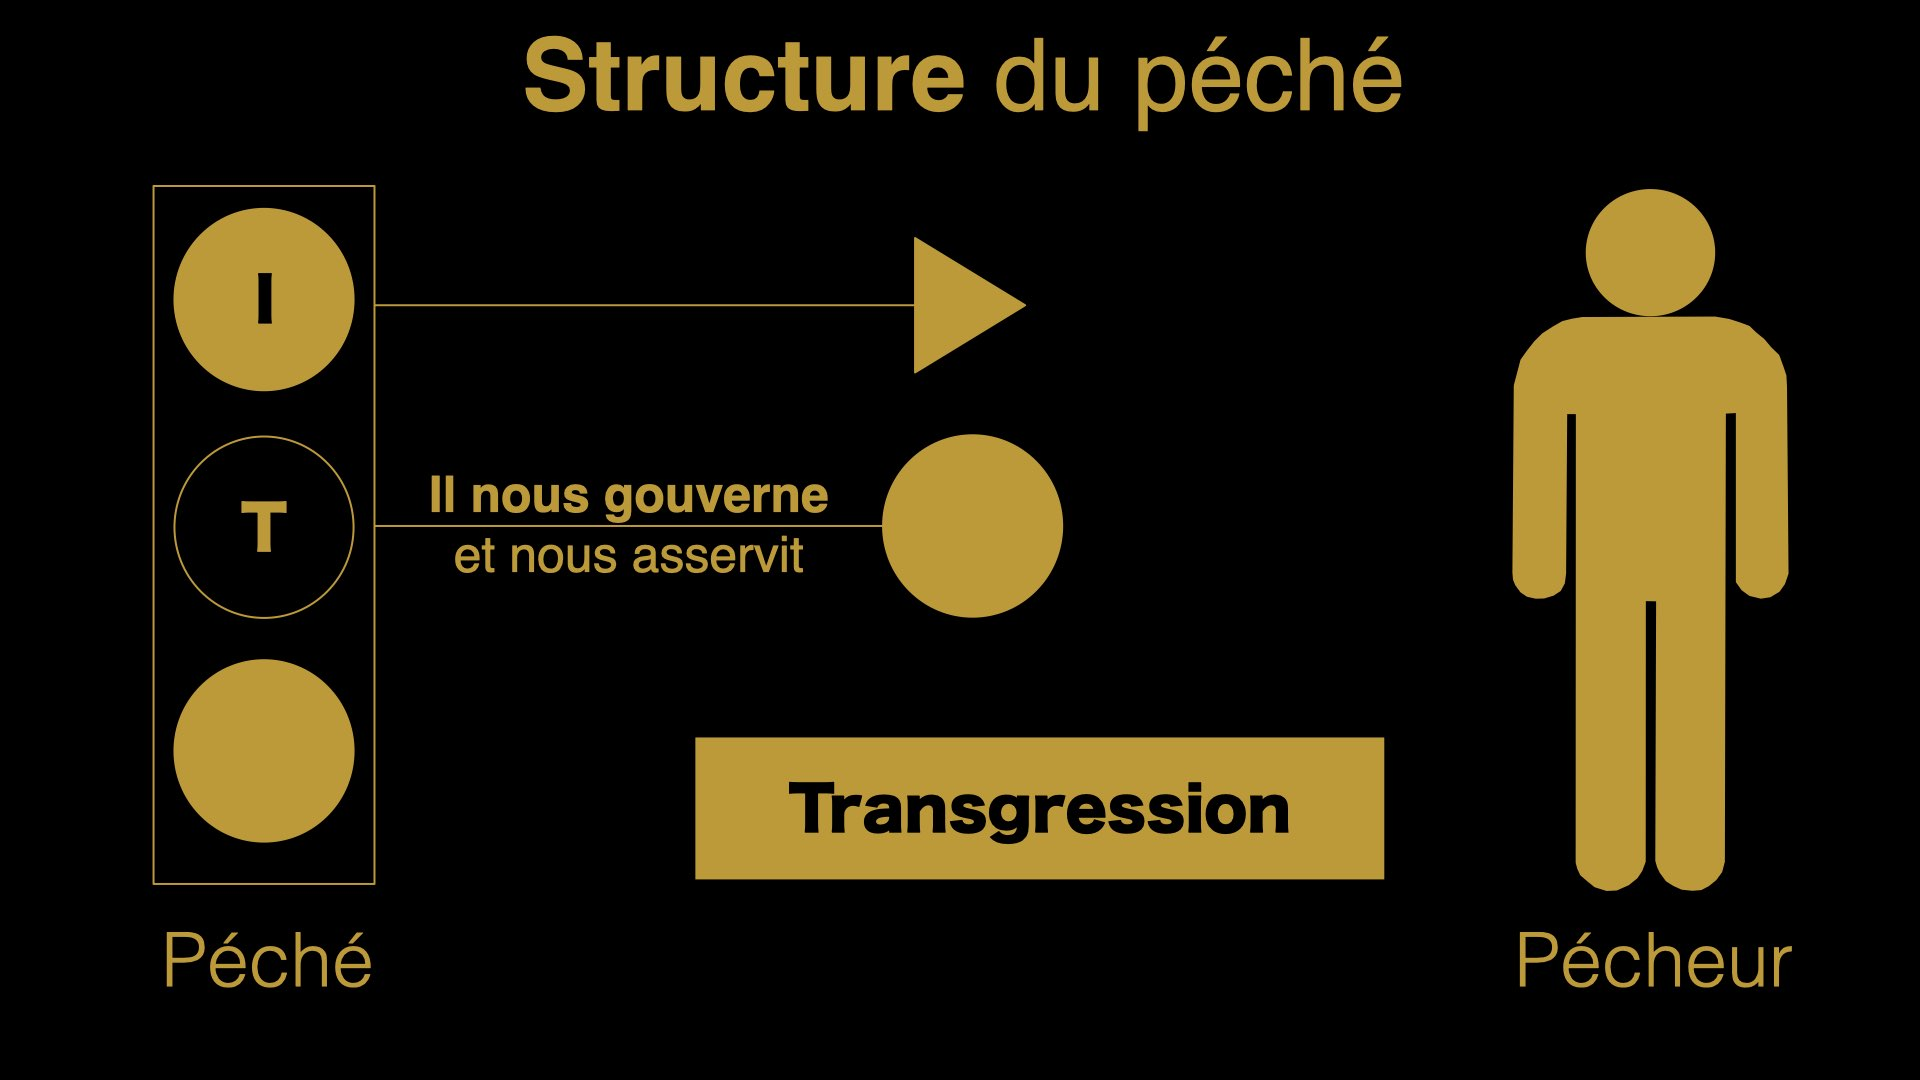 Structure du péché
I
T
Il nous gouverne
et nous asservit
Transgression
Péché
Pécheur